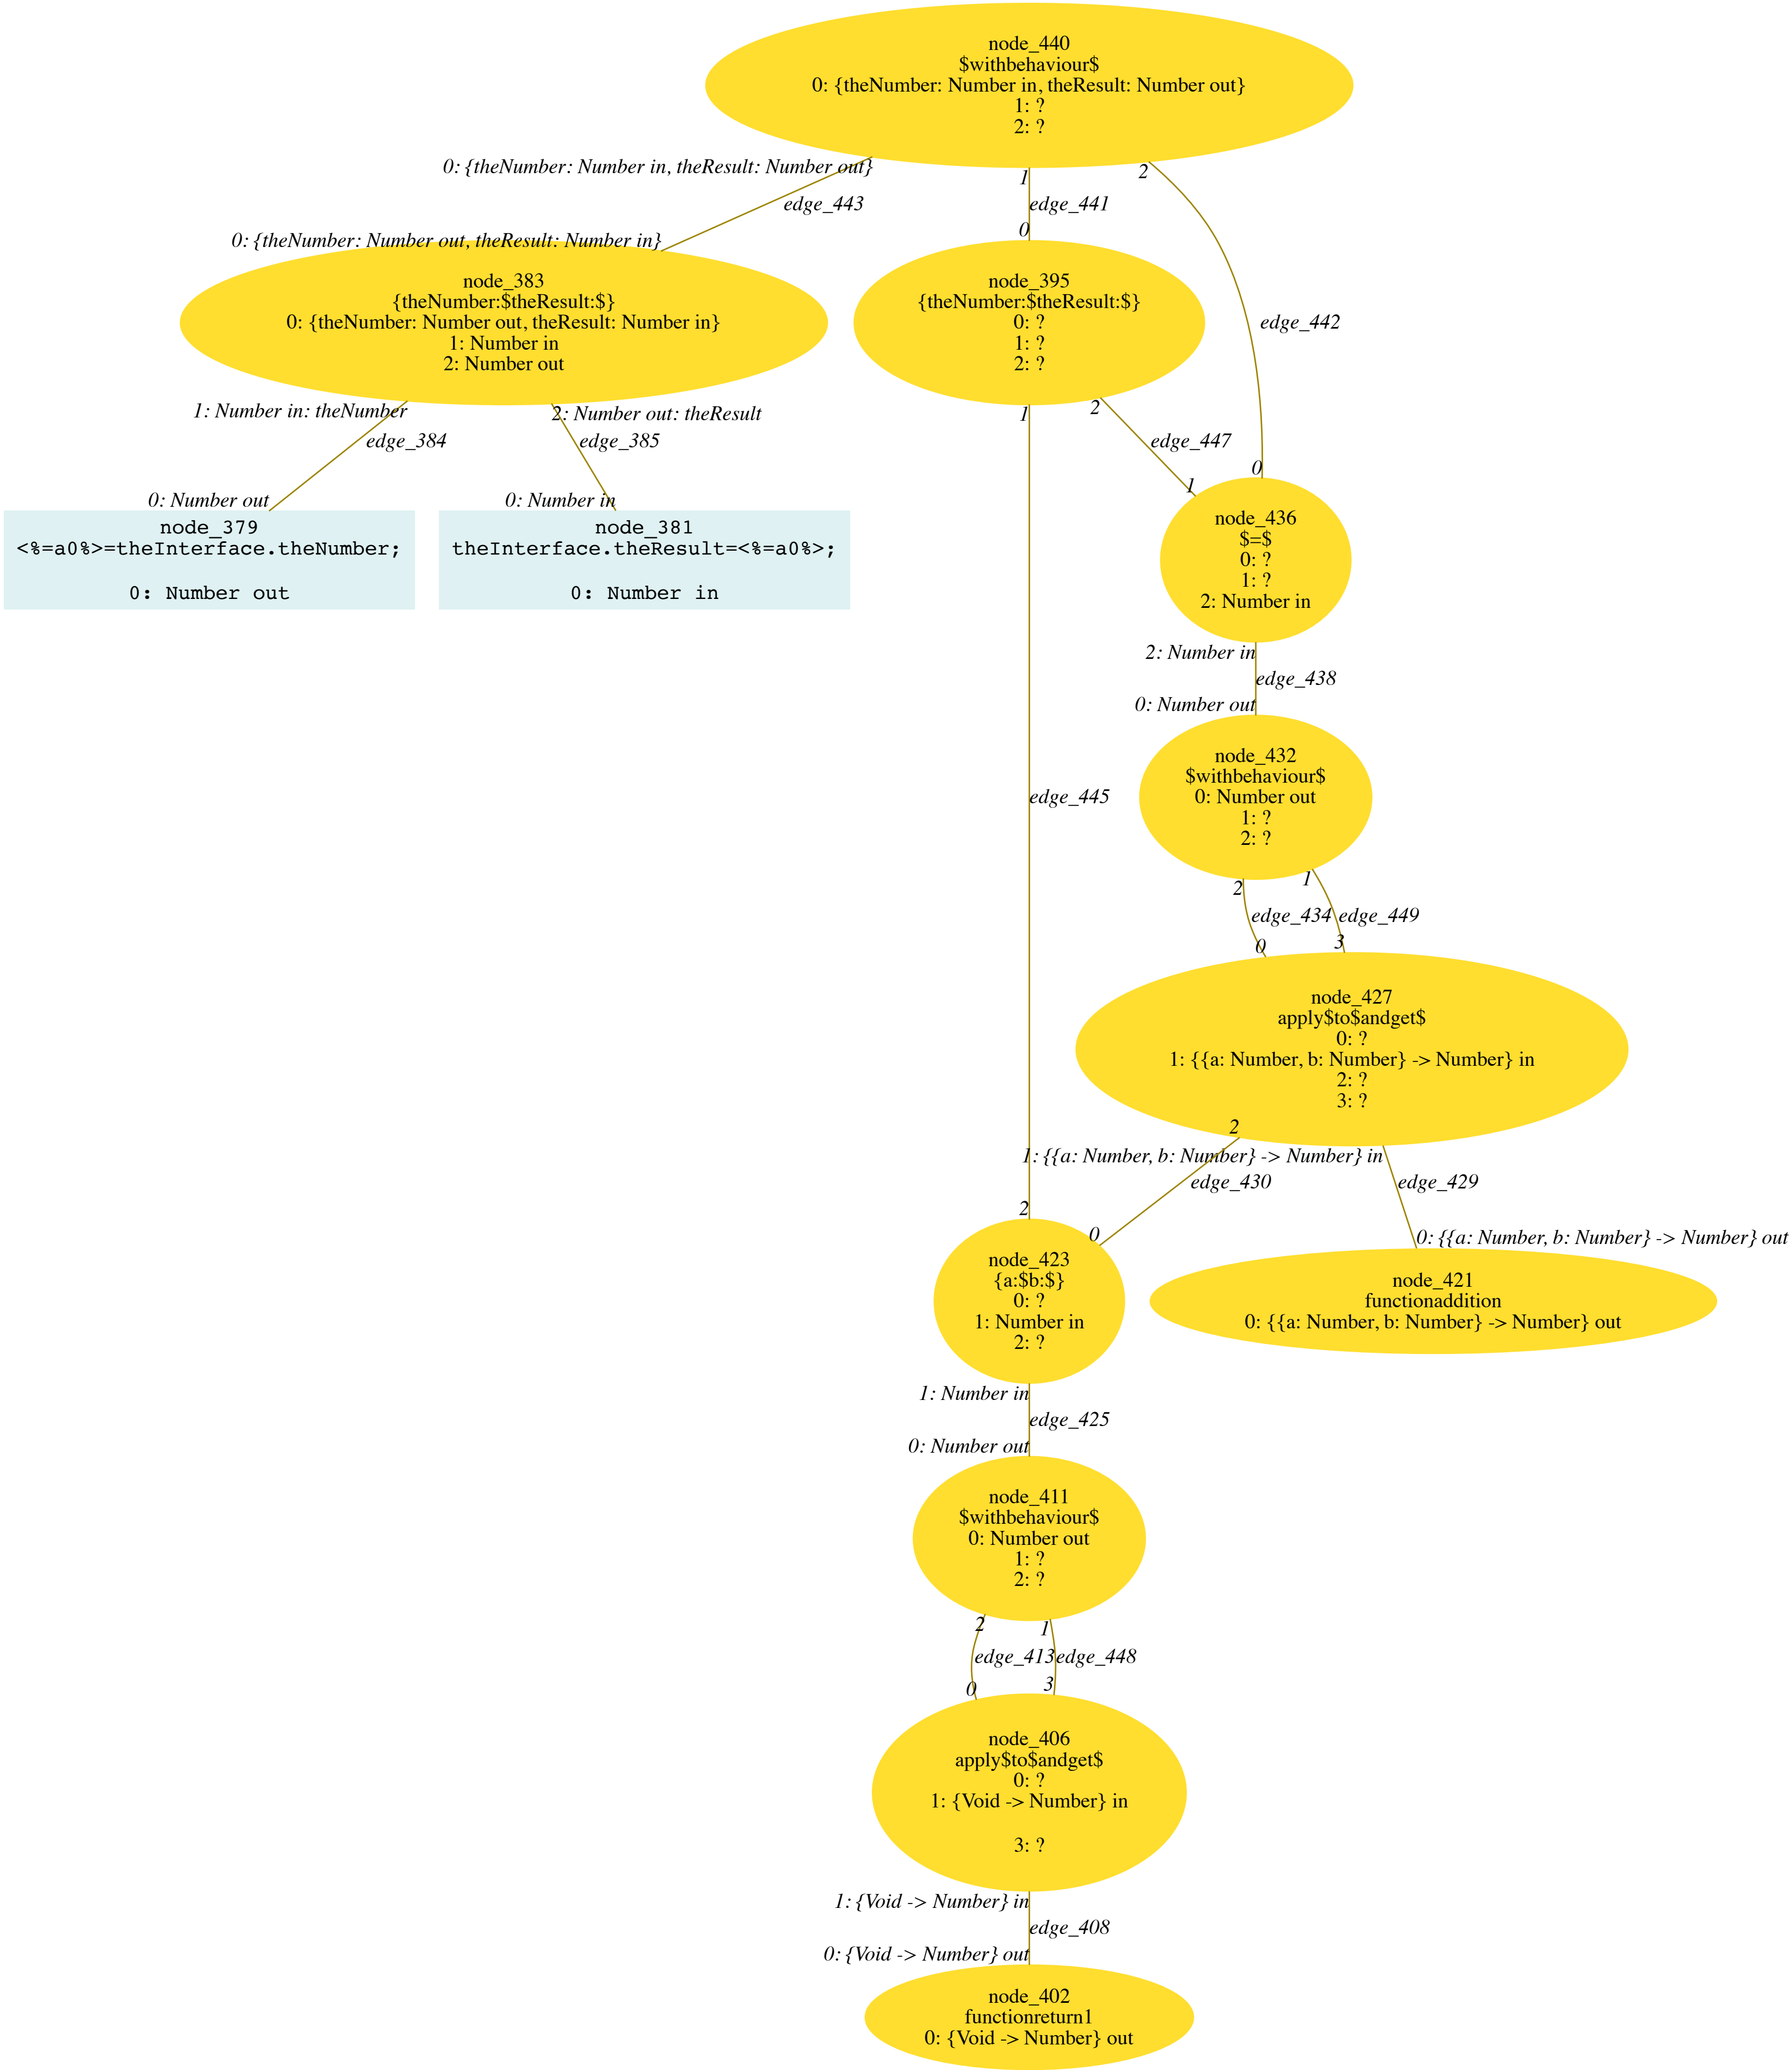 node_440
$withbehaviour$
0: {theNumber: Number in, theResult: Number out}
1: ?
2: ?
0: {theNumber: Number in, theResult: Number out}
1
2
edge_443
edge_441
0: {theNumber: Number out, theResult: Number in}
0
node_383
{theNumber:$theResult:$}
0: {theNumber: Number out, theResult: Number in}
1: Number in
2: Number out
node_395
{theNumber:$theResult:$}
0: ?
1: ?
2: ?
edge_442
1: Number in: theNumber
2: Number out: theResult
1
2
edge_384
edge_385
edge_447
0: Number out
0: Number in
1
0
node_379
<%=a0%>=theInterface.theNumber;
0: Number out
node_381
theInterface.theResult=<%=a0%>;
0: Number in
node_436
$=$
0: ?
1: ?
2: Number in
2: Number in
edge_438
0: Number out
node_432
$withbehaviour$
0: Number out
1: ?
2: ?
edge_445
2
1
edge_434
edge_449
0
3
node_427
apply$to$andget$
0: ?
1: {{a: Number, b: Number} -> Number} in
2: ?
3: ?
2
1: {{a: Number, b: Number} -> Number} in
edge_430
edge_429
2
0
0: {{a: Number, b: Number} -> Number} out
node_423
{a:$b:$}
0: ?
1: Number in
2: ?
node_421
functionaddition
0: {{a: Number, b: Number} -> Number} out
1: Number in
edge_425
0: Number out
node_411
$withbehaviour$
0: Number out
1: ?
2: ?
2
1
edge_413
edge_448
0
3
node_406
apply$to$andget$
0: ?
1: {Void -> Number} in
3: ?
1: {Void -> Number} in
edge_408
0: {Void -> Number} out
node_402
functionreturn1
0: {Void -> Number} out